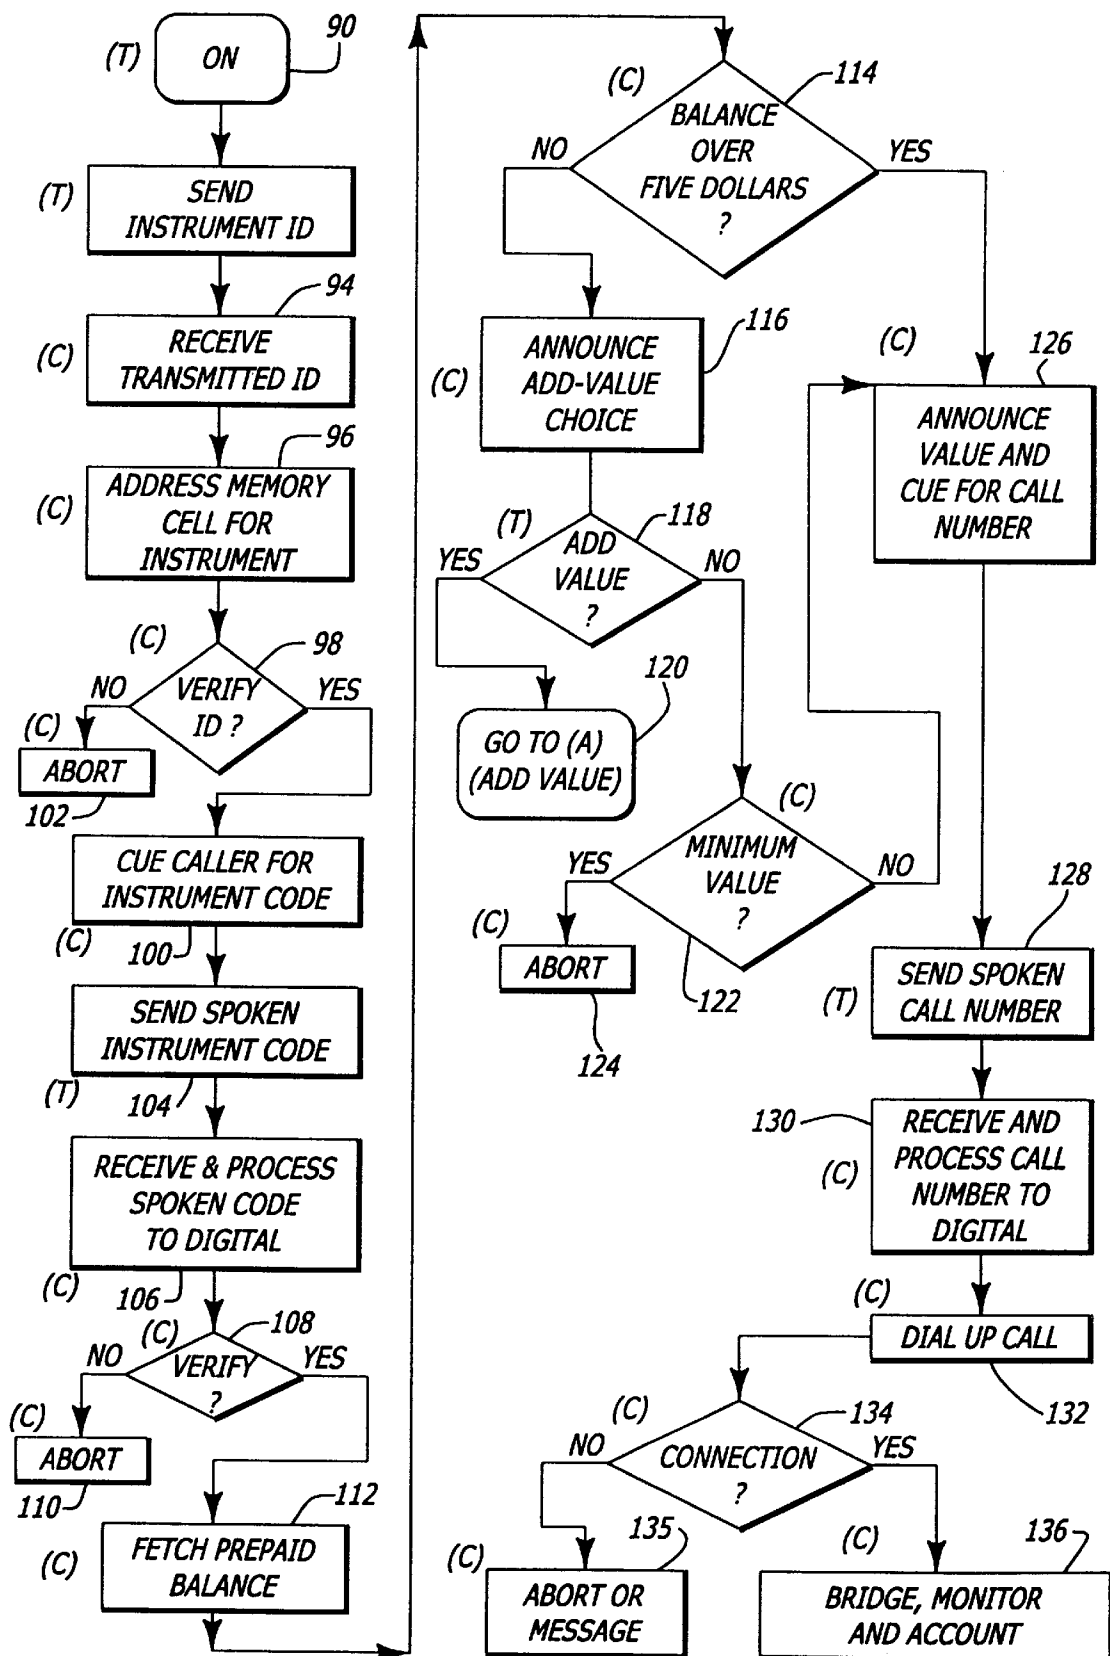 (T)
ON
90
(T)
SEND
INSTRUMENT ID
94
(C)
RECEIVE
TRANSMITTED ID
96
(C)
ADDRESS MEMORY
CELL FOR
INSTRUMENT
(C)
98
NO
VERIFY
ID ?
YES
(C)
ABORT
102
CUE CALLER FOR
INSTRUMENT CODE
(C)
100
SEND SPOKEN
INSTRUMENT CODE
(T)
104
RECEIVE & PROCESS
SPOKEN CODE
TO DIGITAL
(C)
106
(C)
108
NO
VERIFY
?
YES
(C)
ABORT
110
112
(C)
FETCH PREPAID
BALANCE
(C)
114
BALANCE
OVER
FIVE DOLLARS
?
NO
YES
116
(C)
ANNOUNCE
ADD-VALUE
CHOICE
(T)
118
YES
ADD
VALUE
?
NO
120
GO TO (A)
(ADD VALUE)
(C)
YES
MINIMUM
VALUE
?
NO
122
(C)
ABORT
124
(C)
126
ANNOUNCE
VALUE AND
CUE FOR CALL
NUMBER
128
(T)
SEND SPOKEN
CALL NUMBER
130
(C)
RECEIVE AND
PROCESS CALL
NUMBER TO
DIGITAL
(C)
DIAL UP CALL
132
(C)
134
NO
CONNECTION
?
YES
135
(C)
ABORT OR
MESSAGE
(C)
136
BRIDGE, MONITOR
AND ACCOUNT